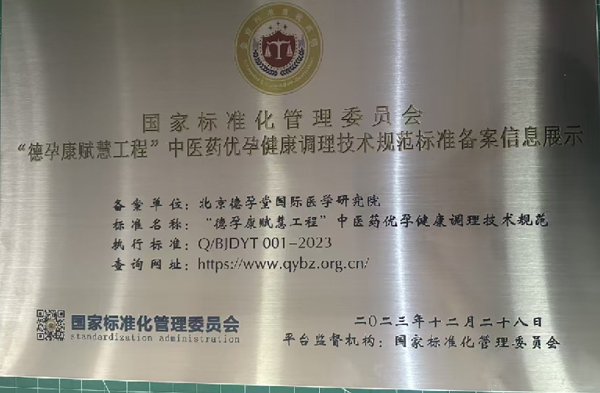 国家标准化管理委员会
“德孕康赋慧工程”中医药优孕健康调理技术规范标准备案信息展示
备案单位：北京德孕堂国际医学研究院
标准名称：“德孕康赋慧工程”中医药优孕健康调理技术规范
执行标准：Q/BJDYT 001-2023
查询网址：https://www.qybz.org.cn/
国家标准化管理委员会
standardization administration
二〇二三年十二月二十八日
平台监督机构：国家标准化管理委员会